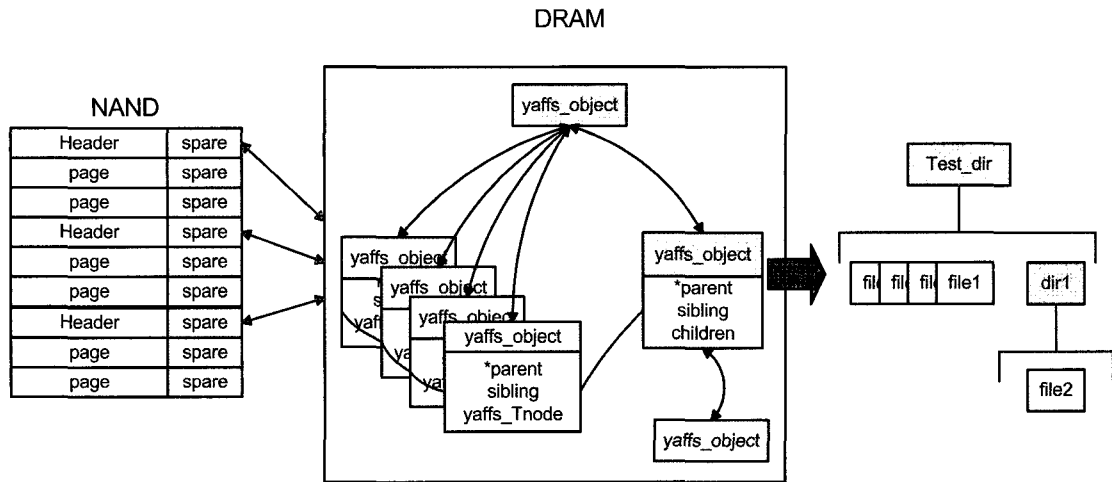 DRAM
NAND
Header spare
page spare
page spare
Header spare
page spare
page spare
Header spare
page spare
page spare
yaffs_object
yaffs_object
yaffs_object
yaffs_object
yaffs_object
*parent
sibling
yaffs_Tnode
yaffs_object
*parent
sibling
children
yaffs_object
Test_dir
file1
dir1
file2